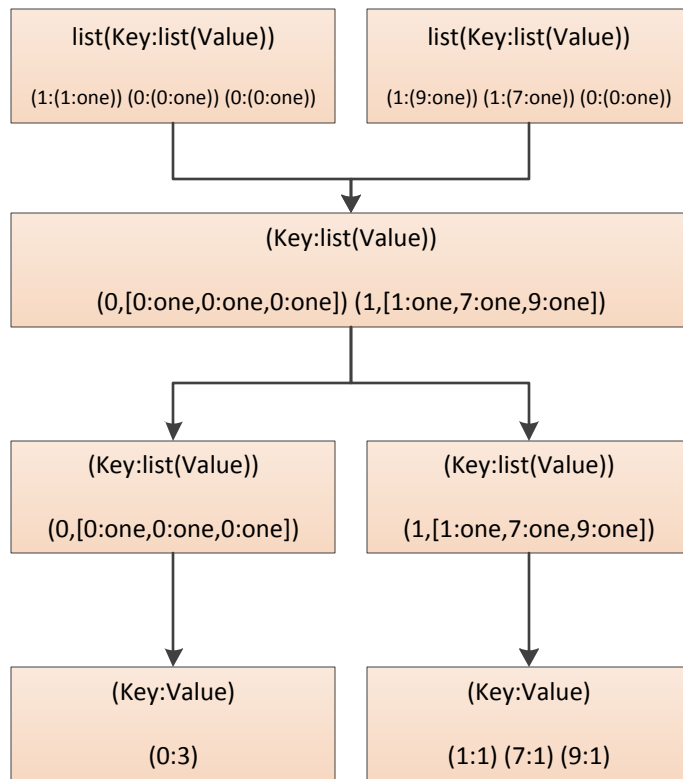 list(Key:list(Value))
(1:(1:one)) (0:(0:one)) (0:(0:one))
list(Key:list(Value))
(1:(9:one)) (1:(7:one)) (0:(0:one))
(Key:list(Value))
(0,[0:one,0:one,0:one]) (1,[1:one,7:one,9:one])
(Key:list(Value))
(0,[0:one,0:one,0:one])
(Key:list(Value))
(1,[1:one,7:one,9:one])
(Key:Value)
(0:3)
(Key:Value)
(1:1) (7:1) (9:1)